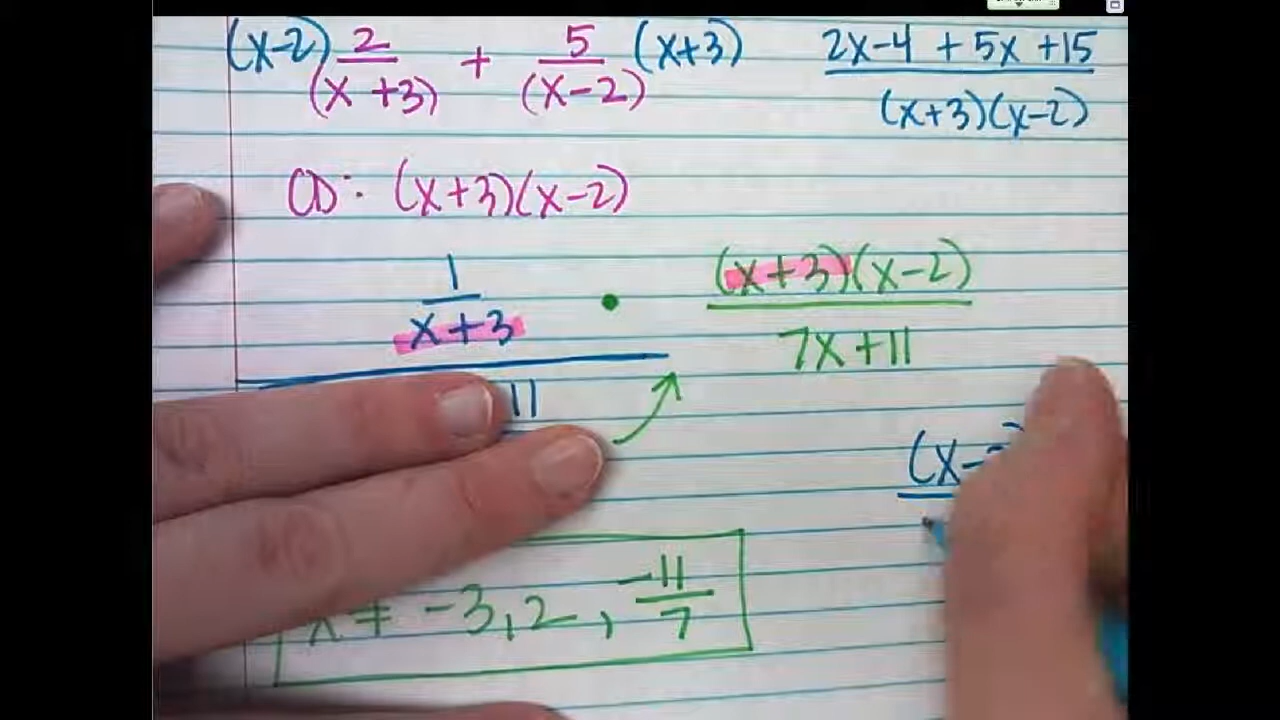 (x-2) 2/(x+3) + 5/(x-2) (x+3)
2x-4 + 5x +15
(x+3)(x-2)
CD: (x+3)(x-2)
1
x+3
•
(x+3)(x-2)
7x+11
11
(x-
x ≠ -3, 2, -11/7